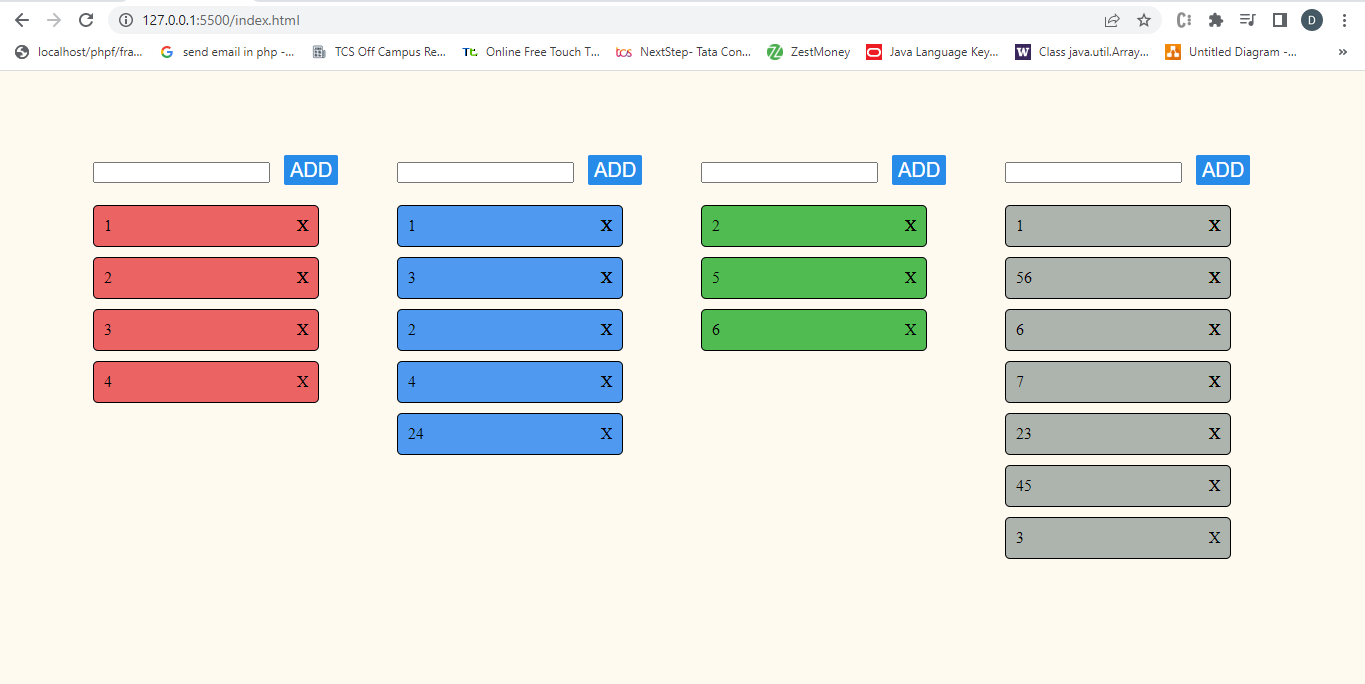 127.0.0.1:5500/index.html D
localhost/phpf/fra... send email in php -... TCS Off Campus Re... TLt Online Free Touch T... tcs NextStep- Tata Con... ZestMoney Java Language Key... W Class java.util.Array... Untitled Diagram -... »
ADD ADD ADD ADD
1 X 1 X 2 X 1 X
2 X 3 X 5 X 56 X
3 X 2 X 6 X 6 X
4 X 4 X 7 X
24 X 23 X
45 X
3 X